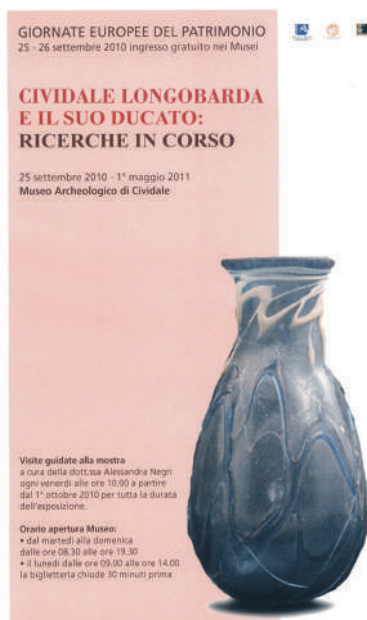 GIORNATE EUROPEE DEL PATRIMONIO
25 - 26 settembre 2010 ingresso gratuito nei Musei
CIVIDALE LONGOBARDA
E IL SUO DUCATO:
RICERCHE IN CORSO
25 settembre 2010 - 1° maggio 2011
Museo Archeologico di Cividale
Visite guidate alla mostra
a cura della dott.ssa Alessandra Negri
ogni venerdì alle ore 10.00 a partire
dal 1° ottobre 2010 per tutta la durata
dell'esposizione.
Orario apertura Museo:
• dal martedì alla domenica
dalle ore 08.30 alle ore 19.30
• il lunedì dalle ore 09.00 alle ore 14.00
la biglietteria chiude 30 minuti prima